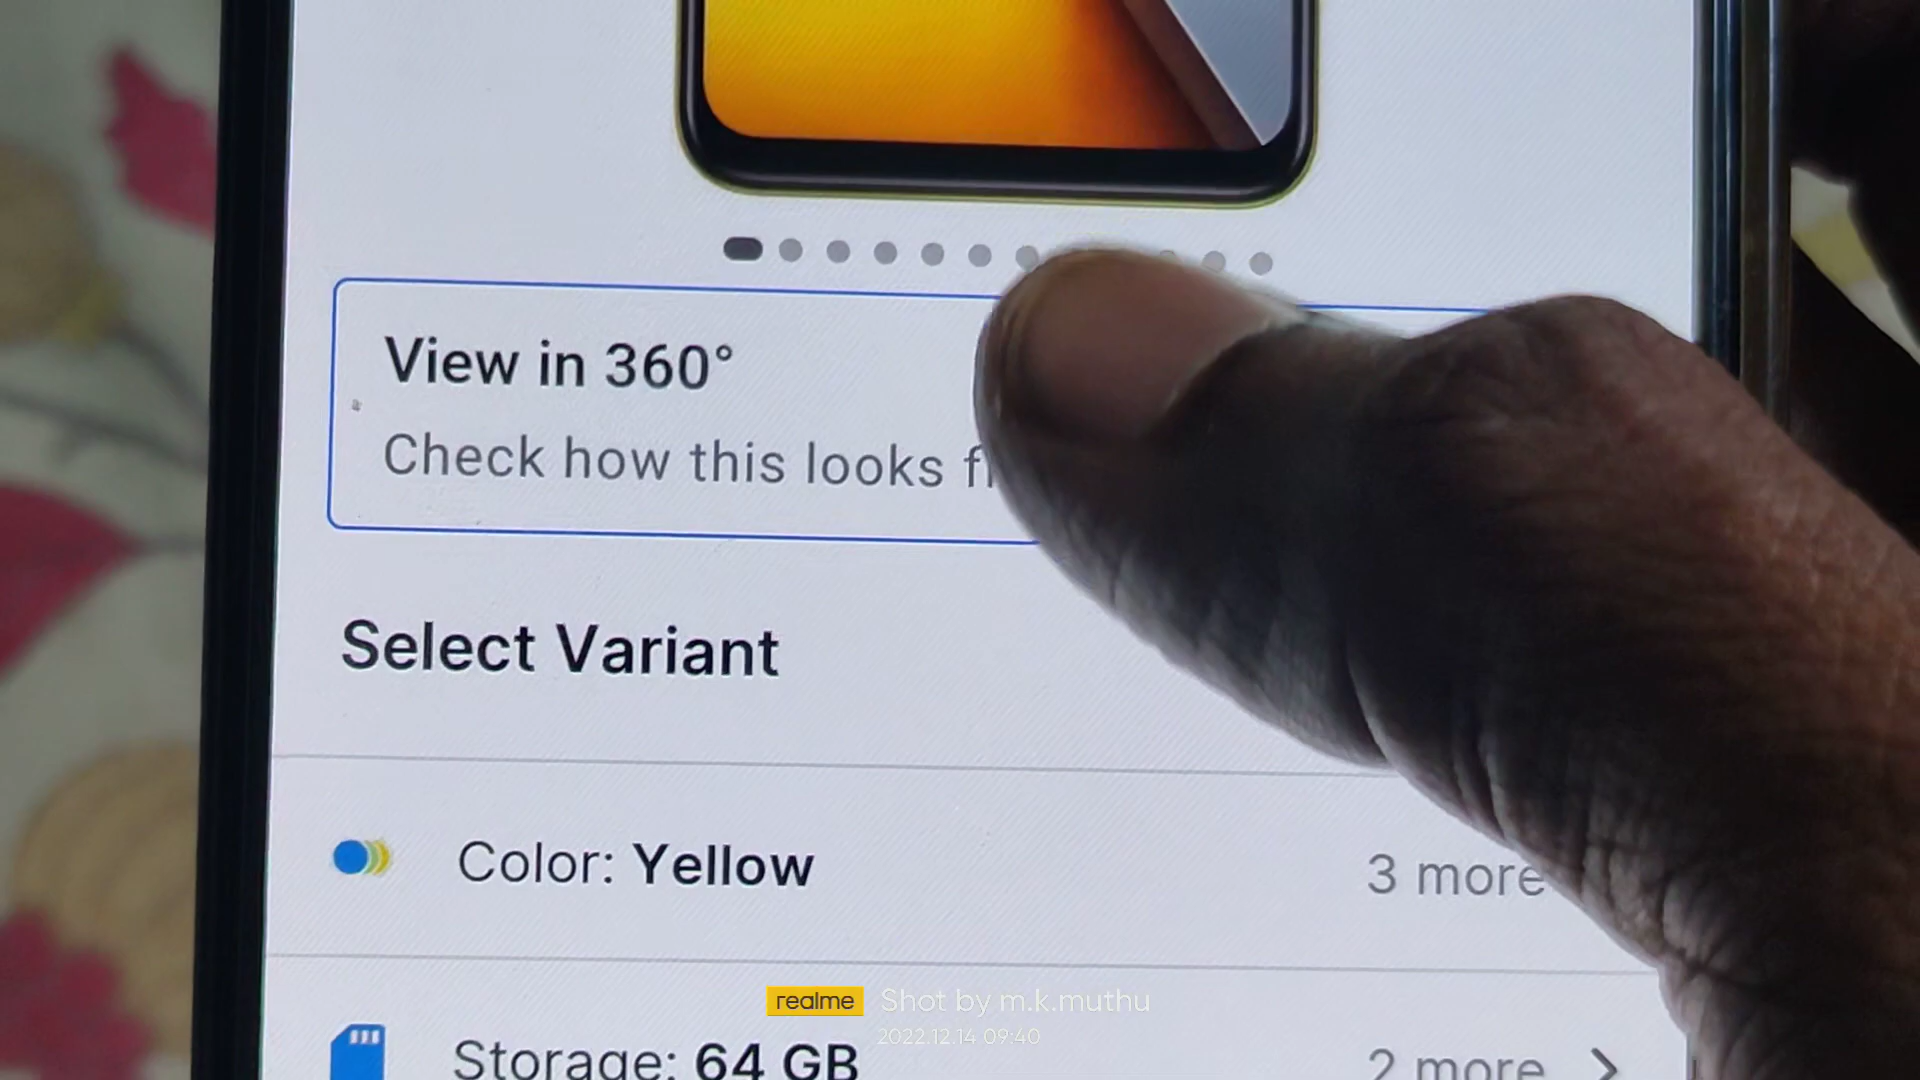 View in 360°
Check how this looks
Select Variant
Color: Yellow
3 more
Storage: 64 GB
2 more
realme Shot by m.k.muthu
2022.12.14 09:40